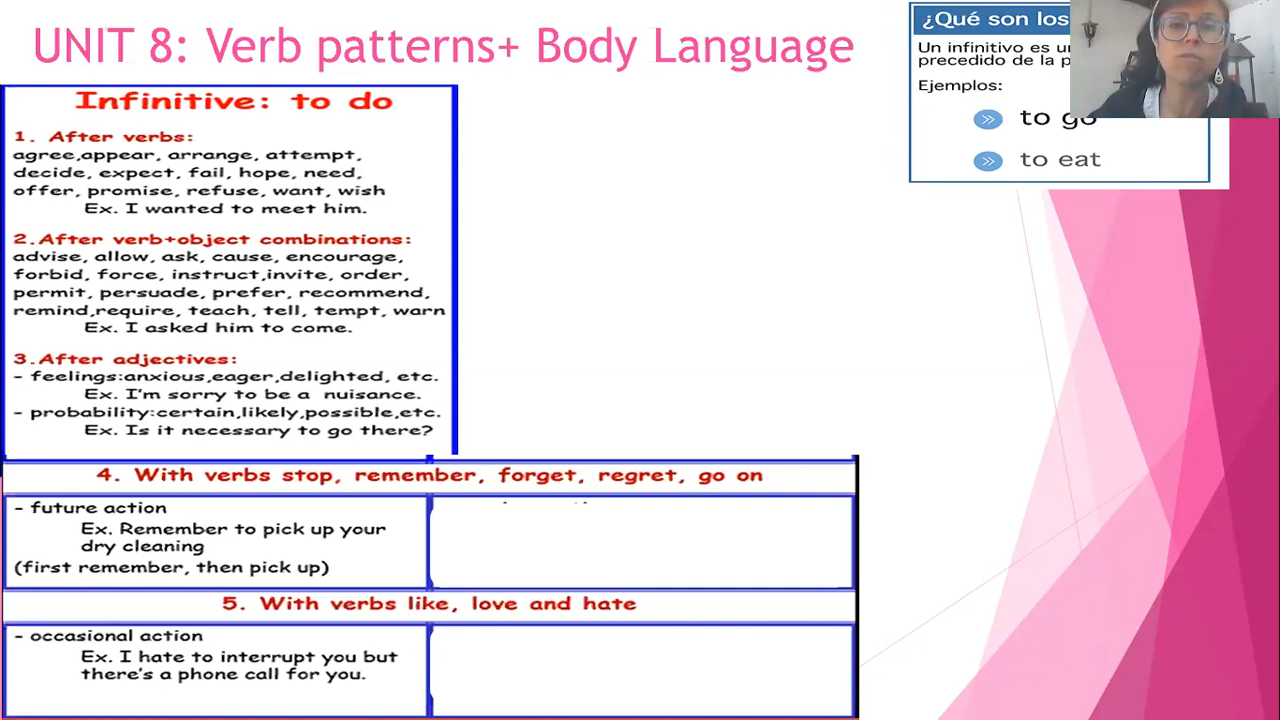 UNIT 8: Verb patterns+ Body Language
Infinitive: to do
1. After verbs:
agree,appear, arrange, attempt,
decide, expect, fail, hope, need,
offer, promise, refuse, want, wish
Ex. I wanted to meet him.
2.After verb+object combinations:
advise, allow, ask, cause, encourage,
forbid, force, instruct,invite, order,
permit, persuade, prefer, recommend,
remind,require, teach, tell, tempt, warn
Ex. I asked him to come.
3.After adjectives:
- feelings:anxious,eager,delighted, etc.
Ex. I'm sorry to be a nuisance.
- probability:certain,likely,possible,etc.
Ex. Is it necessary to go there?
4. With verbs stop, remember, forget, regret, go on
- future action
Ex. Remember to pick up your
dry cleaning
(first remember, then pick up)
5. With verbs like, love and hate
- occasional action
Ex. I hate to interrupt you but
there's a phone call for you.
¿Qué son los
Un infinitivo es
precedido de la
Ejemplos:
to go
to eat